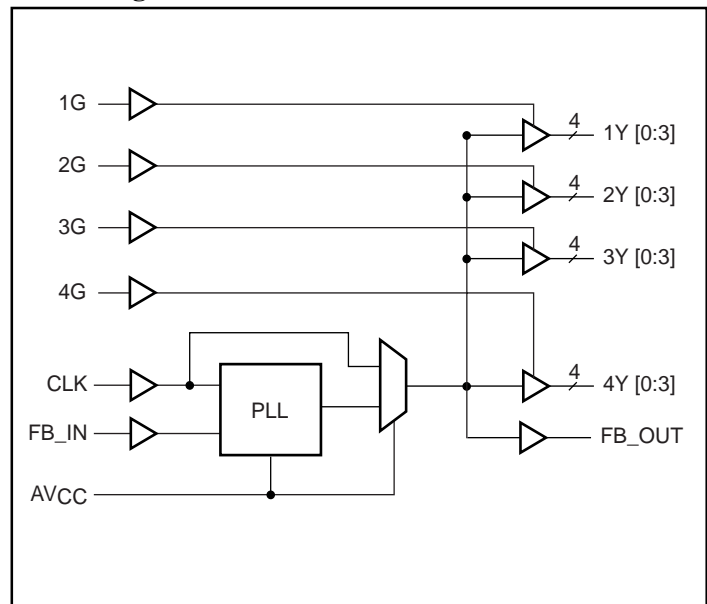 1G
4
1Y [0:3]
2G
4
2Y [0:3]
3G
4
3Y [0:3]
4G
4
4Y [0:3]
CLK
PLL
FB_IN
FB_OUT
AVCC